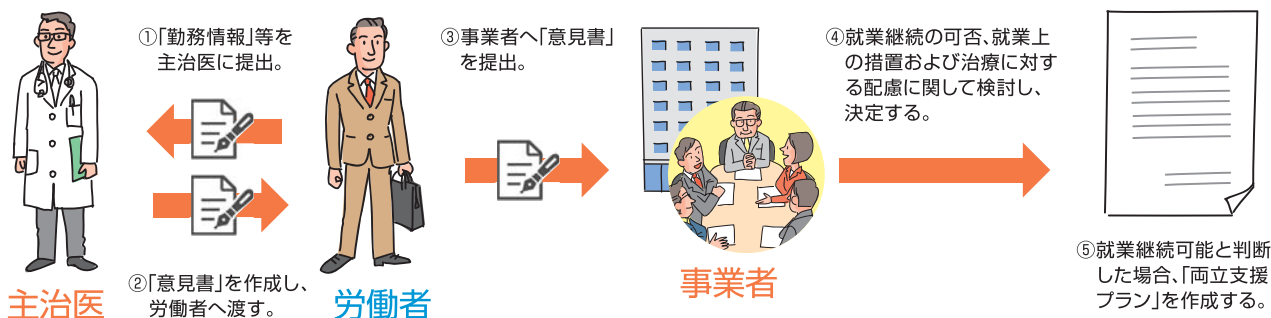 ①「勤務情報」等を
主治医に提出。
②「意見書」を作成し、
労働者へ渡す。
主治医
労働者
③事業者へ「意見書」
を提出。
事業者
④就業継続の可否、就業上
の措置および治療に対す
る配慮に関して検討し、
決定する。
⑤就業継続可能と判断
した場合、「両立支援
プラン」を作成する。